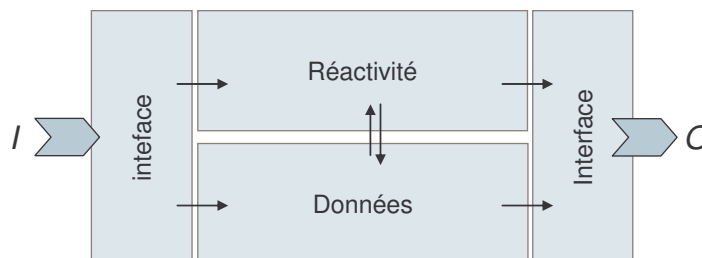 I
inteface
Réactivité
Données
Interface
O